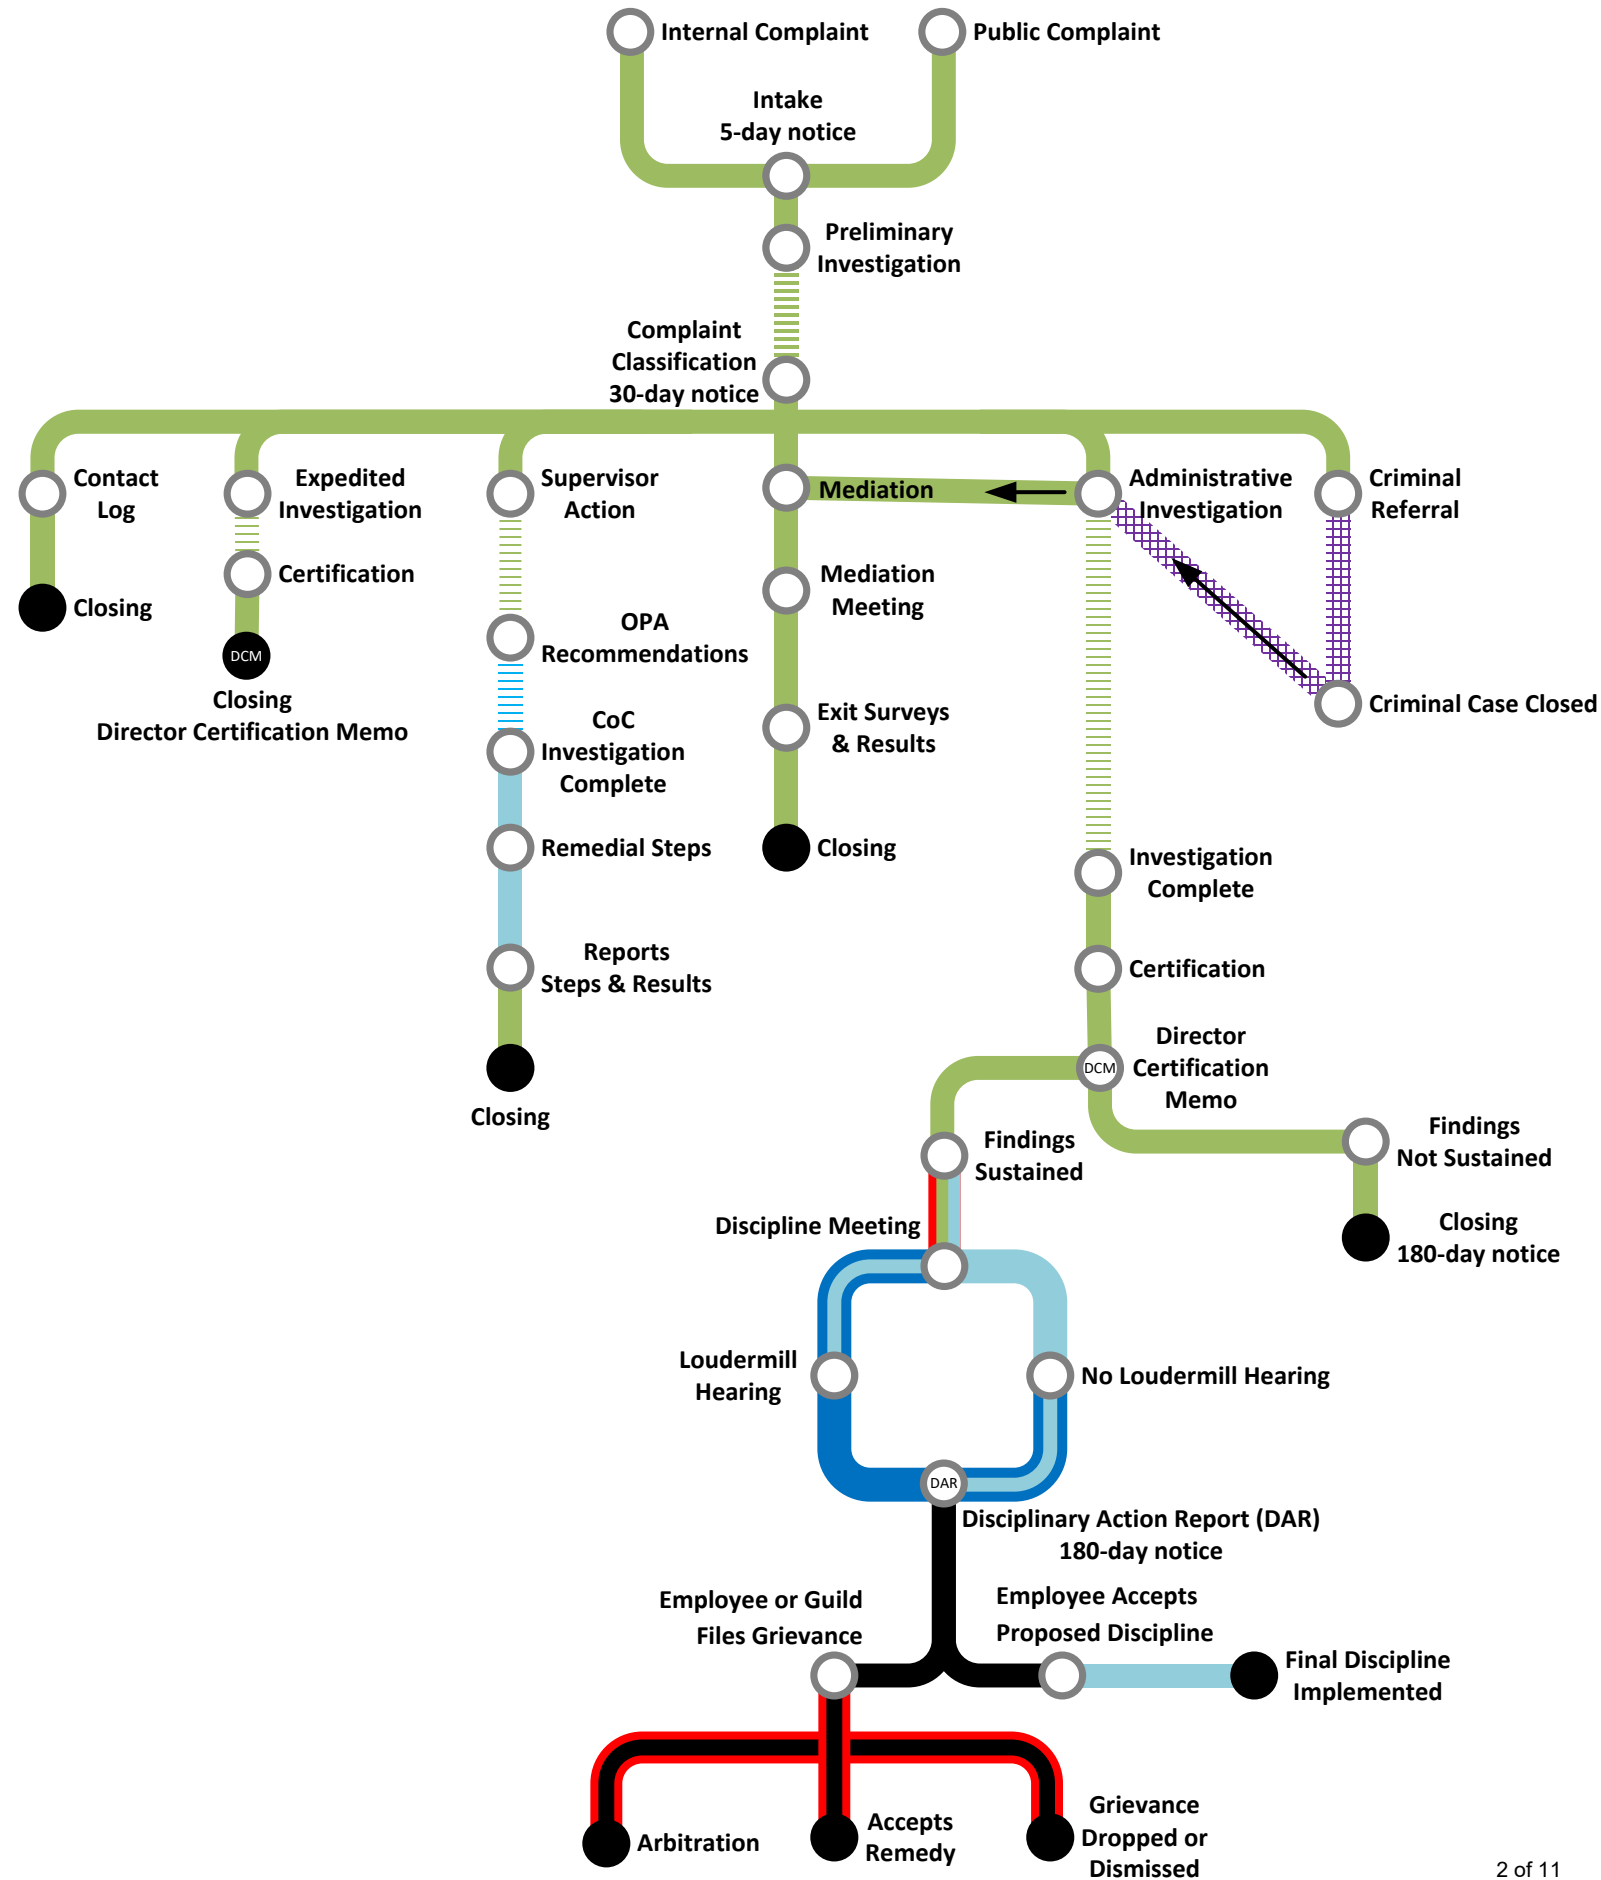 Internal Complaint
Public Complaint
Intake
5-day notice
Preliminary
Investigation
Complaint
Classification
30-day notice
Contact
Log
Closing
Expedited
Investigation
Certification
DCM
Closing
Director Certification Memo
Supervisor
Action
OPA
Recommendations
CoC
Investigation
Complete
Remedial Steps
Reports
Steps & Results
Closing
Mediation
Mediation
Meeting
Exit Surveys
& Results
Closing
Administrative
Investigation
Criminal
Referral
Criminal Case Closed
Investigation
Complete
Certification
DCM
Director
Certification
Memo
Findings
Sustained
Findings
Not Sustained
Closing
180-day notice
Discipline Meeting
Loudermill
Hearing
No Loudermill Hearing
DAR
Disciplinary Action Report (DAR)
180-day notice
Employee or Guild
Files Grievance
Employee Accepts
Proposed Discipline
Final Discipline
Implemented
Arbitration
Accepts
Remedy
Grievance
Dropped or
Dismissed
2 of 11